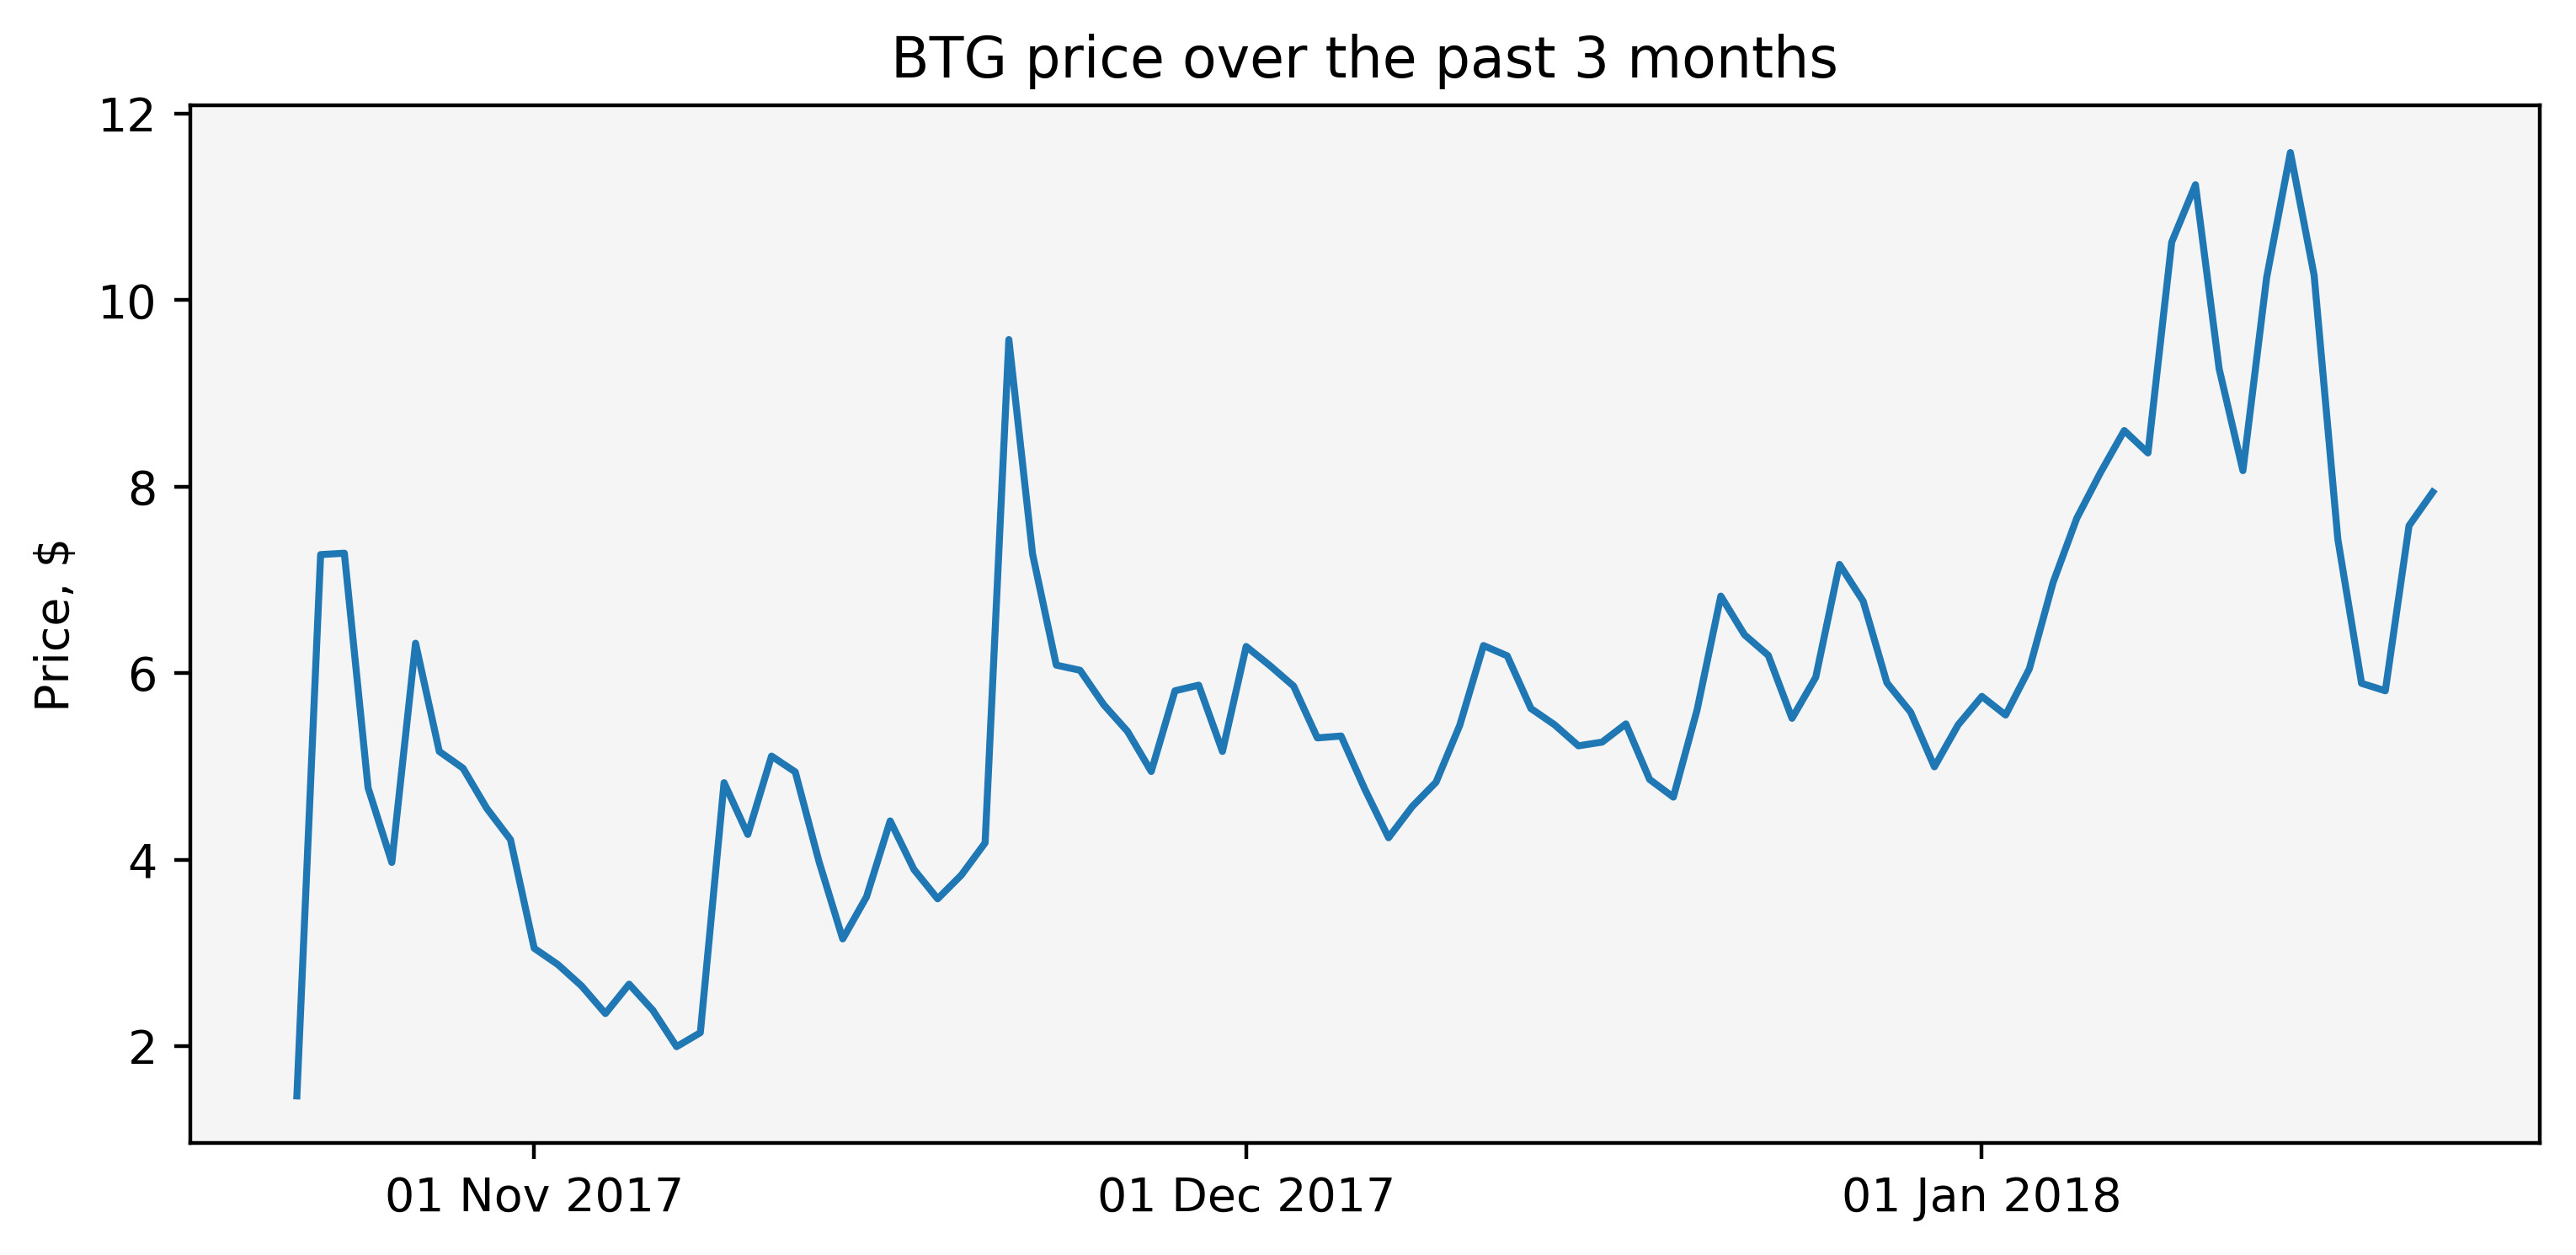 BTG price over the past 3 months
12
10
8
6
4
2
Price, $
01 Nov 2017
01 Dec 2017
01 Jan 2018